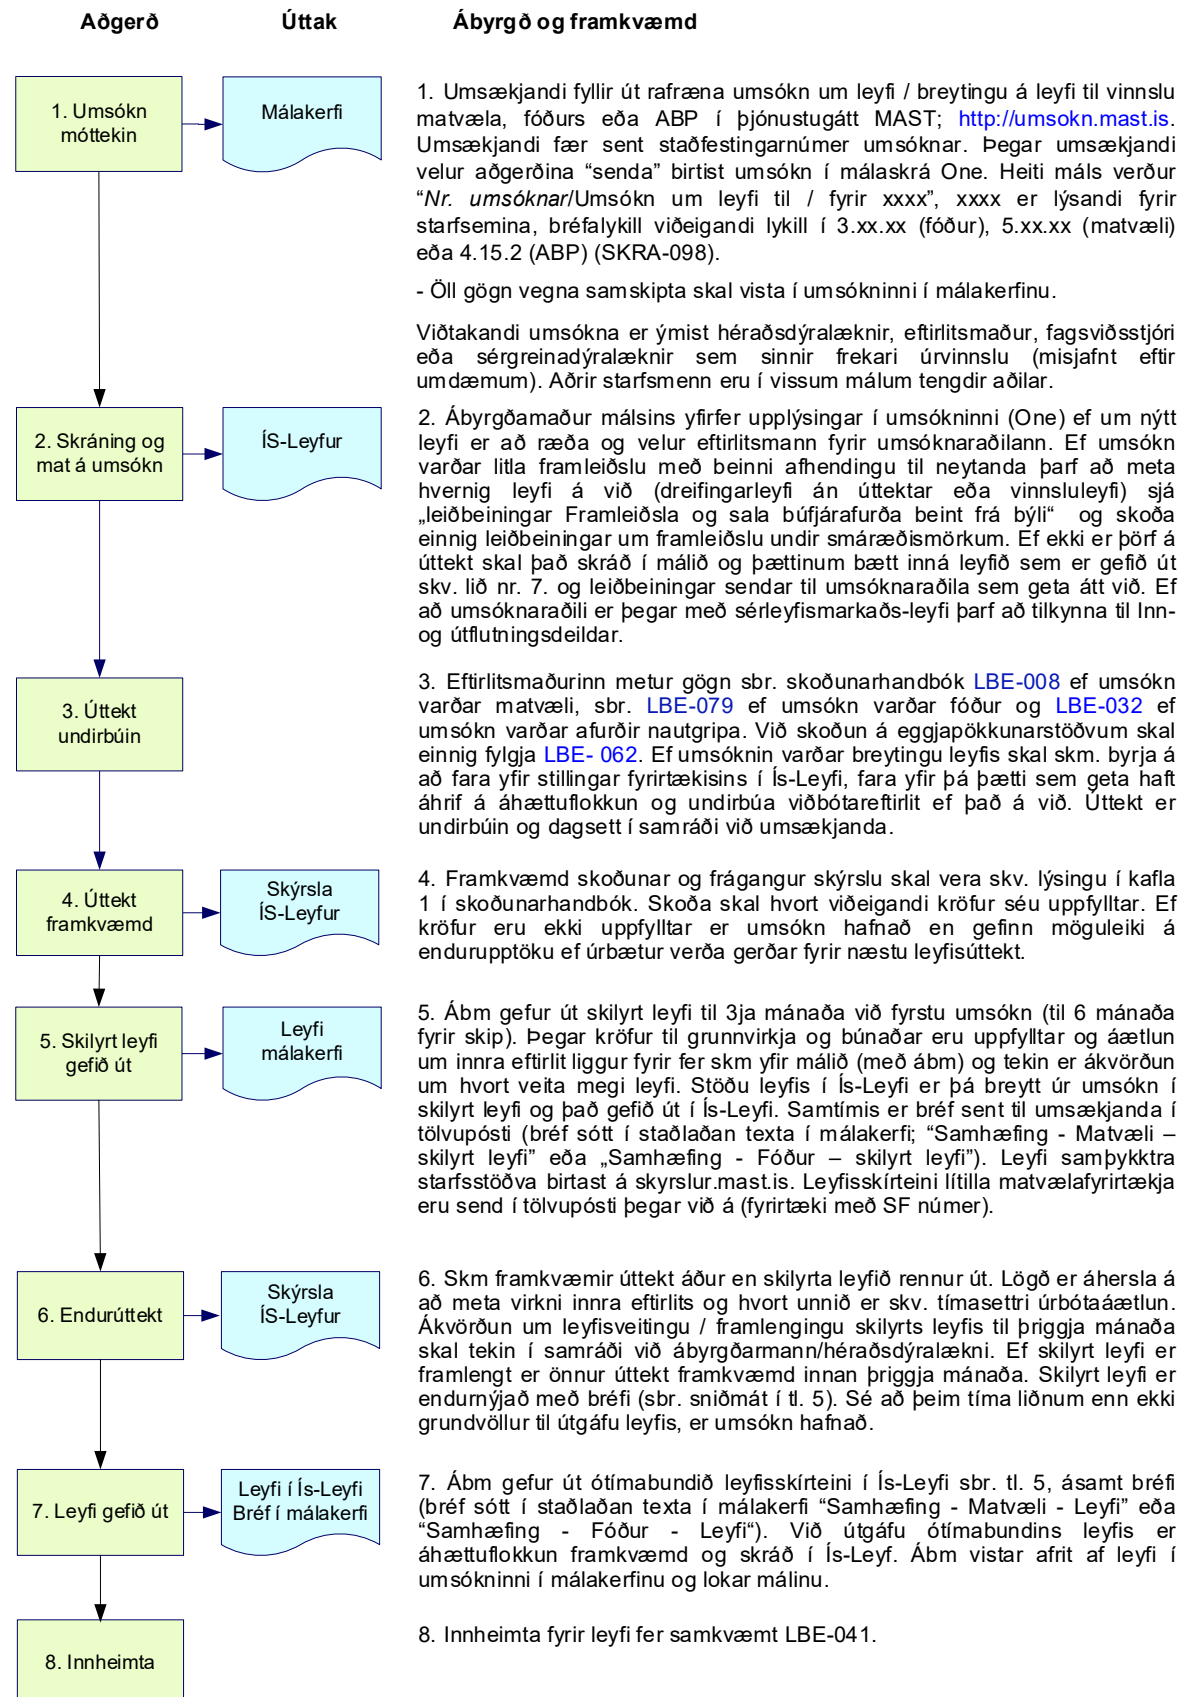 Aðgerð
Úttak
Ábyrgð og framkvæmd
1. Umsókn
móttekin
Málakerfi
1. Umsækjandi fyllir út rafræna umsókn um leyfi / breytingu á leyfi til vinnslu
matvæla, fóðurs eða ABP í þjónustugátt MAST; http://umsokn.mast.is.
Umsækjandi fær sent staðfestingarnúmer umsóknar. Þegar umsækjandi
velur aðgerðina “senda” birtist umsókn í málaskrá One. Heiti máls verður
“Nr. umsóknar/Umsókn um leyfi til / fyrir xxxx”, xxxx er lýsandi fyrir
starfsemina, bréfalykill viðeigandi lykill í 3.xx.xx (fóður), 5.xx.xx (matvæli)
eða 4.15.2 (ABP) (SKRA-098).
- Öll gögn vegna samskipta skal vista í umsókninni í málakerfinu.
Viðtakandi umsókna er ýmist héraðsdýralæknir, eftirlitsmaður, fagsviðsstjóri
eða sérgreinadýralæknir sem sinnir frekari úrvinnslu (misjafnt eftir
umdæmum). Aðrir starfsmenn eru í vissum málum tengdir aðilar.
2. Skráning og
mat á umsókn
ÍS-Leyfur
2. Ábyrgðamaður málsins yfirfer upplýsingar í umsókninni (One) ef um nýtt
leyfi er að ræða og velur eftirlitsmann fyrir umsóknaraðilann. Ef umsókn
varðar litla framleiðslu með beinni afhendingu til neytanda þarf að meta
hvernig leyfi á við (dreifingarleyfi án úttektar eða vinnsluleyfi) sjá
„leiðbeiningar Framleiðsla og sala búfjárafurða beint frá býli“ og skoða
einnig leiðbeiningar um framleiðslu undir smáræðismörkum. Ef ekki er þörf á
úttekt skal það skráð í málið og þættinum bætt inná leyfið sem er gefið út
skv. lið nr. 7. og leiðbeiningar sendar til umsóknaraðila sem geta átt við. Ef
að umsóknaraðili er þegar með sérleyfismarkaðs-leyfi þarf að tilkynna til Inn-
og útflutningsdeildar.
3. Úttekt
undirbúin
3. Eftirlitsmaðurinn metur gögn sbr. skoðunarhandbók LBE-008 ef umsókn
varðar matvæli, sbr. LBE-079 ef umsókn varðar fóður og LBE-032 ef
umsókn varðar afurðir nautgripa. Við skoðun á eggjapökkunarstöðvum skal
einnig fylgja LBE- 062. Ef umsóknin varðar breytingu leyfis skal skm. byrja á
að fara yfir stillingar fyrirtækisins í Ís-Leyfi, fara yfir þá þætti sem geta haft
áhrif á áhættuflokkun og undirbúa viðbótareftirlit ef það á við. Úttekt er
undirbúin og dagsett í samráði við umsækjanda.
4. Úttekt
framkvæmd
Skýrsla
ÍS-Leyfur
4. Framkvæmd skoðunar og frágangur skýrslu skal vera skv. lýsingu í kafla
1 í skoðunarhandbók. Skoða skal hvort viðeigandi kröfur séu uppfylltar. Ef
kröfur eru ekki uppfylltar er umsókn hafnað en gefinn möguleiki á
endurupptöku ef úrbætur verða gerðar fyrir næstu leyfisúttekt.
5. Skilyrt leyfi
gefið út
Leyfi
málakerfi
5. Ábm gefur út skilyrt leyfi til 3ja mánaða við fyrstu umsókn (til 6 mánaða
fyrir skip). Þegar kröfur til grunnvirkja og búnaðar eru uppfylltar og áætlun
um innra eftirlit liggur fyrir fer skm yfir málið (með ábm) og tekin er ákvörðun
um hvort veita megi leyfi. Stöðu leyfis í Ís-Leyfi er þá breytt úr umsókn í
skilyrt leyfi og það gefið út í Ís-Leyfi. Samtímis er bréf sent til umsækjanda í
tölvupósti (bréf sótt í staðlaðan texta í málakerfi; “Samhæfing - Matvæli –
skilyrt leyfi” eða „Samhæfing - Fóður – skilyrt leyfi”). Leyfi samþykktra
starfsstöðva birtast á skyrslur.mast.is. Leyfisskírteini lítilla matvælafyrirtækja
eru send í tölvupósti þegar við á (fyrirtæki með SF númer).
6. Endurúttekt
Skýrsla
ÍS-Leyfur
6. Skm framkvæmir úttekt áður en skilyrta leyfið rennur út. Lögð er áhersla á
að meta virkni innra eftirlits og hvort unnið er skv. tímasettri úrbótaáætlun.
Ákvörðun um leyfisveitingu / framlengingu skilyrts leyfis til þriggja mánaða
skal tekin í samráði við ábyrgðarmann/héraðsdýralækni. Ef skilyrt leyfi er
framlengt er önnur úttekt framkvæmd innan þriggja mánaða. Skilyrt leyfi er
endurnýjað með bréfi (sbr. sniðmát í tl. 5). Sé að þeim tíma liðnum enn ekki
grundvöllur til útgáfu leyfis, er umsókn hafnað.
7. Leyfi gefið út
Leyfi í Ís-Leyfi
Bréf í málakerfi
7. Ábm gefur út ótímabundið leyfisskírteini í Ís-Leyfi sbr. tl. 5, ásamt bréfi
(bréf sótt í staðlaðan texta í málakerfi “Samhæfing - Matvæli - Leyfi” eða
“Samhæfing - Fóður - Leyfi“). Við útgáfu ótímabundins leyfis er
áhættuflokkun framkvæmd og skráð í Ís-Leyf. Ábm vistar afrit af leyfi í
umsókninni í málakerfinu og lokar málinu.
8. Innheimta
8. Innheimta fyrir leyfi fer samkvæmt LBE-041.